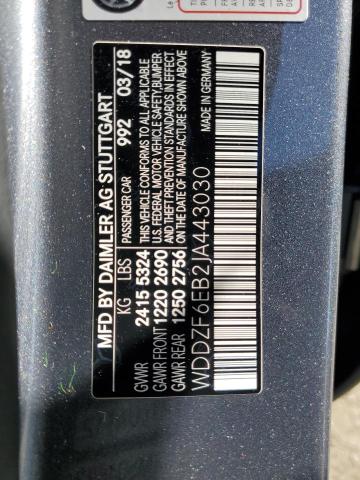 MFD BY DAIMLER AG STUTTGART
KG LBS PASSENGER CAR 992 03/18
GVWR 2415 5324 THIS VEHICLE CONFORMS TO ALL APPLICABLE
GAWR FRONT 1220 2690 U.S. FEDERAL MOTOR VEHICLE SAFETY BUMPER,
GAWR REAR 1250 2756 AND THEFT PREVENTION STANDARDS IN EFFECT
ON THE DATE OF MANUFACTURE SHOWN ABOVE
WDDZF6EB2JA443030 MADE IN GERMANY